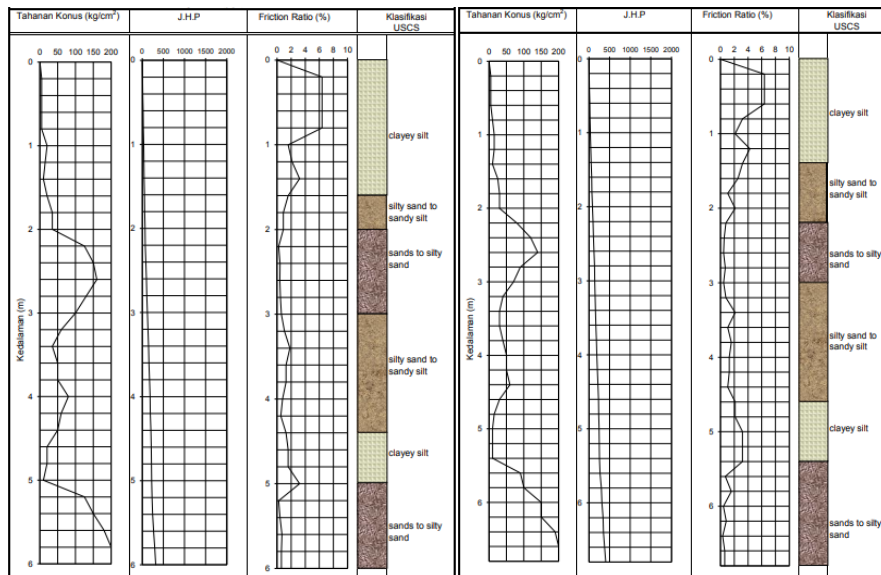 Tahanan Konus (kg/cm²) J.H.P Friction Ratio (%) Klasifikasi
USCS
0 50 100 150 200 0 500 1000 1500 2000 0 2 4 6 8 10
Kedalaman (m)
0 0 0
1 1 1
2 2 2
3 3 3
4 4 4
5 5 5
6 6 6
clayey silt
silty sand to
sandy silt
sands to silty
sand
silty sand to
sandy silt
clayey silt
sands to silty
sand
Tahanan Konus (kg/cm²) J.H.P Friction Ratio (%) Klasifikasi
USCS
0 50 100 150 200 0 500 1000 1500 2000 0 2 4 6 8 10
Kedalaman (m)
0 0 0
1 1 1
2 2 2
3 3 3
4 4 4
5 5 5
6 6 6
clayey silt
silty sand to
sandy silt
sands to silty
sand
silty sand to
sandy silt
clayey silt
sands to silty
sand